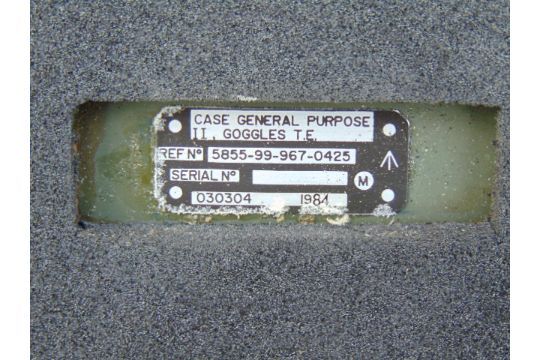 CASE GENERAL PURPOSE
II, GOGGLES T.E.
REF Nº 5855-99-967-0425
SERIAL Nº
M
030304 1984